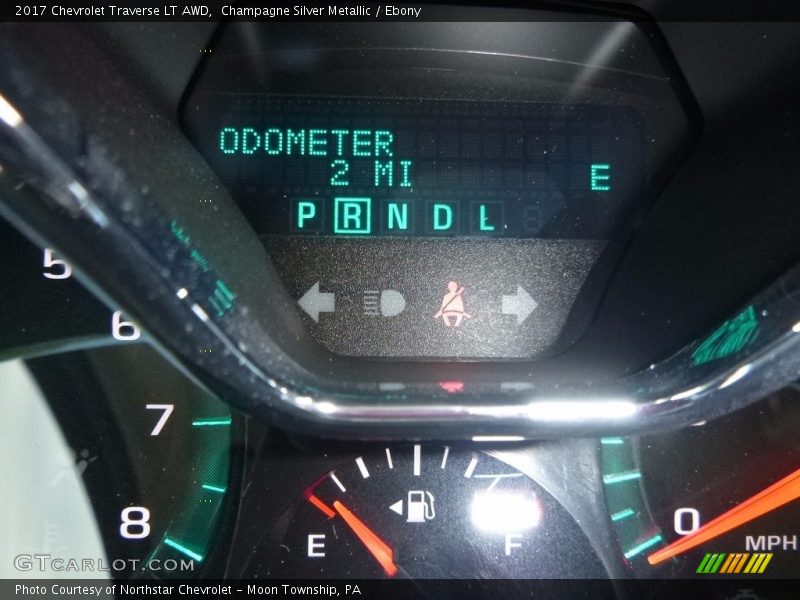 2017 Chevrolet Traverse LT AWD,  Champagne Silver Metallic / Ebony
ODOMETER
2 MI
E
P R N D L
5
6
7
8
E
F
0
MPH
GTCARLOT.COM
Photo Courtesy of Northstar Chevrolet - Moon Township, PA